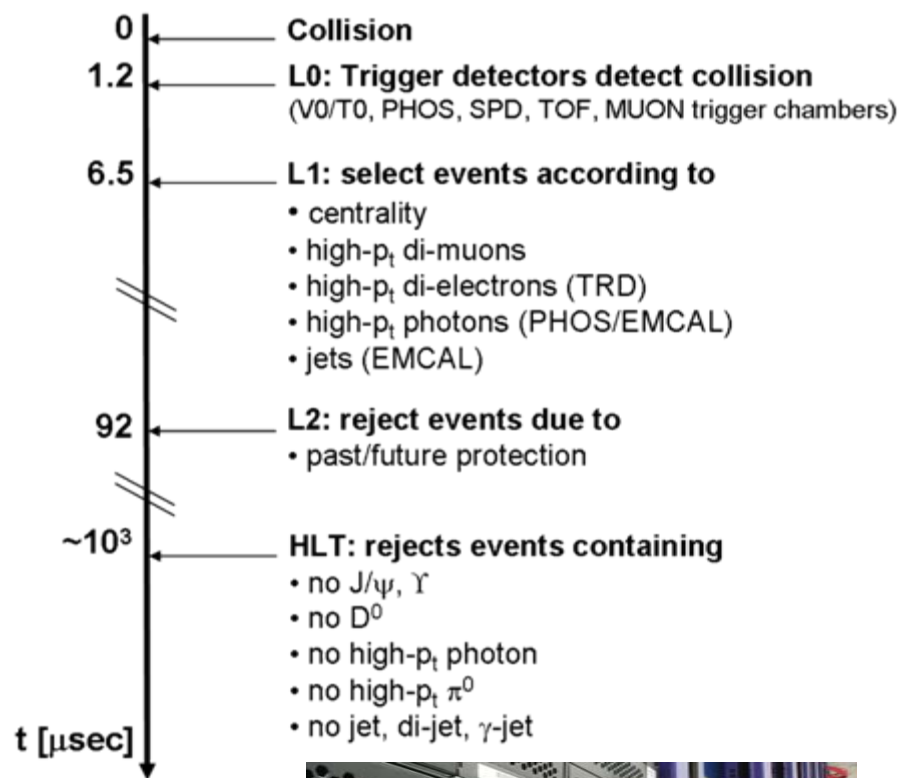 0 Collision
1.2 L0: Trigger detectors detect collision
(V0/T0, PHOS, SPD, TOF, MUON trigger chambers)
6.5 L1: select events according to
• centrality
• high-pt di-muons
• high-pt di-electrons (TRD)
• high-pt photons (PHOS/EMCAL)
• jets (EMCAL)
92 L2: reject events due to
• past/future protection
~10³ HLT: rejects events containing
• no J/ψ, ϒ
• no D⁰
• no high-pt photon
• no high-pt π⁰
• no jet, di-jet, γ-jet
t [μsec]